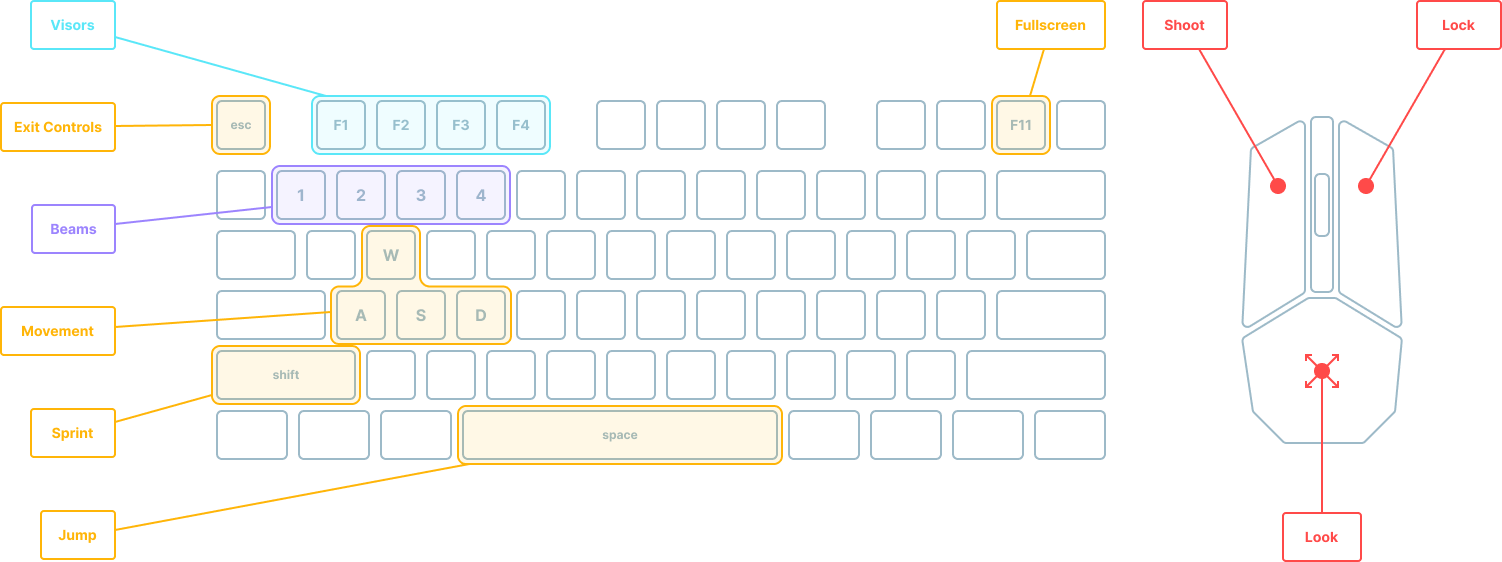 Visors
Fullscreen
Shoot
Lock
Exit Controls
esc
F1
F2
F3
F4
F11
Beams
1
2
3
4
W
Movement
A
S
D
shift
Sprint
space
Jump
Look